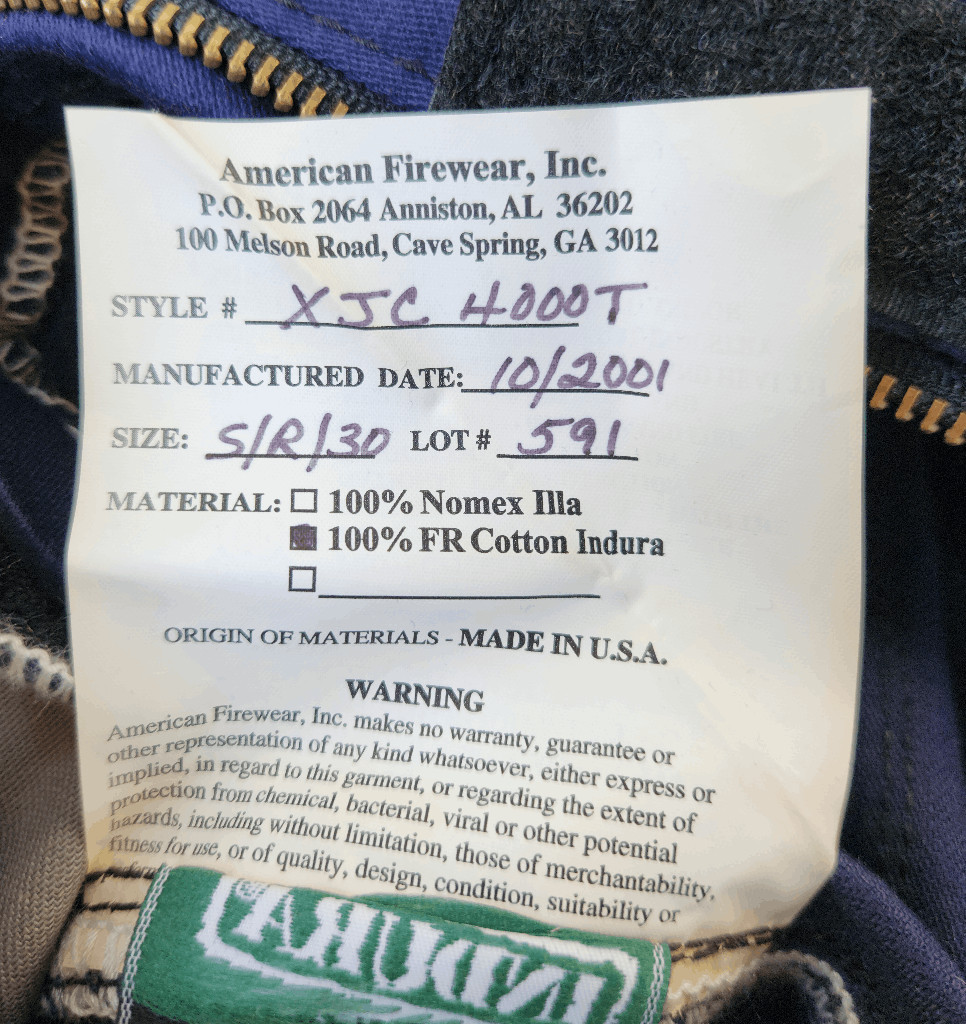 American Firewear, Inc.
P.O. Box 2064 Anniston, AL 36202
100 Melson Road, Cave Spring, GA 3012
STYLE # XJC 4000T
MANUFACTURED DATE: 10/2001
SIZE: S/R/30 LOT # 591
MATERIAL: ☐ 100% Nomex IIIa
■ 100% FR Cotton Indura
☐
ORIGIN OF MATERIALS - MADE IN U.S.A.
WARNING
American Firewear, Inc. makes no warranty, guarantee or
other representation of any kind whatsoever, either express or
implied, in regard to this garment, or regarding the extent of
protection from chemical, bacterial, viral or other potential
hazards, including without limitation, those of merchantability,
fitness for use, or of quality, design, condition, suitability or
INDURA